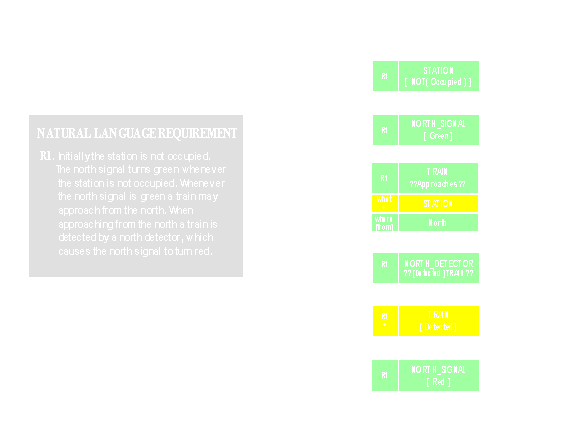 NATURAL LANGUAGE REQUIREMENT
R1. Initially the station is not occupied.
The north signal turns green whenever
the station is not occupied. Whenever
the north signal is green a train may
approach from the north. When
approaching from the north a train is
detected by a north detector, which
causes the north signal to turn red.
R1
STATION
[ NOT( Occupied ) ]
R1
NORTH_SIGNAL
[ Green ]
R1
TRAIN
??Approaches ??
what
STATION
where
(from)
North
R1
NORTH_DETECTOR
TRAIN ??
R1
TRAIN
R1
NORTH_SIGNAL
[ Red ]